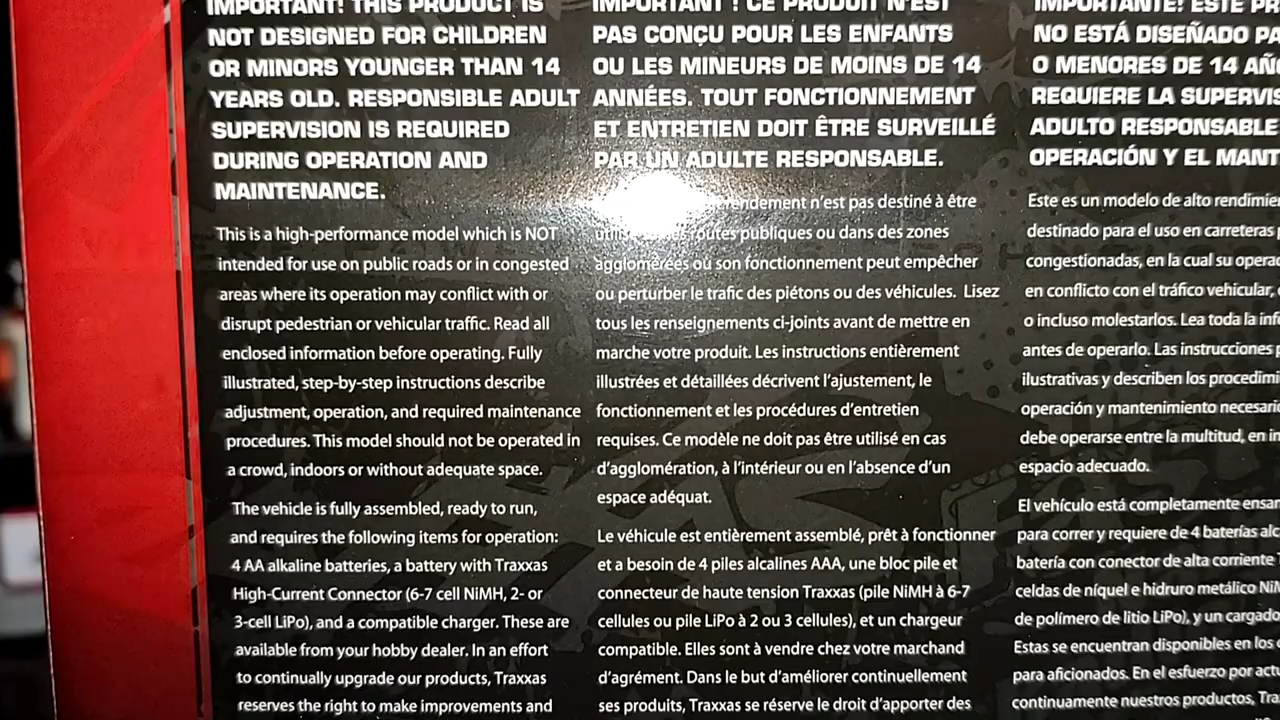 IMPORTANT! THIS PRODUCT IS
NOT DESIGNED FOR CHILDREN
OR MINORS YOUNGER THAN 14
YEARS OLD. RESPONSIBLE ADULT
SUPERVISION IS REQUIRED
DURING OPERATION AND
MAINTENANCE.
This is a high-performance model which is NOT
intended for use on public roads or in congested
areas where its operation may conflict with or
disrupt pedestrian or vehicular traffic. Read all
enclosed information before operating. Fully
illustrated, step-by-step instructions describe
adjustment, operation, and required maintenance
procedures. This model should not be operated in
a crowd, indoors or without adequate space.
The vehicle is fully assembled, ready to run,
and requires the following items for operation:
4 AA alkaline batteries, a battery with Traxxas
High-Current Connector (6-7 cell NiMH, 2- or
3-cell LiPo), and a compatible charger. These are
available from your hobby dealer. In an effort
to continually upgrade our products, Traxxas
reserves the right to make improvements and
IMPORTANT ! CE PRODUIT N'EST
PAS CONÇU POUR LES ENFANTS
OU LES MINEURS DE MOINS DE 14
ANNÉES. TOUT FONCTIONNEMENT
ET ENTRETIEN DOIT ÊTRE SURVEILLÉ
PAR UN ADULTE RESPONSABLE.
n'est pas destiné à être
routes publiques ou dans des zones
agglomérées où son fonctionnement peut empêcher
ou perturber le trafic des piétons ou des véhicules. Lisez
tous les renseignements ci-joints avant de mettre en
marche votre produit. Les instructions entièrement
illustrées et détaillées décrivent l'ajustement, le
fonctionnement et les procédures d'entretien
requises. Ce modèle ne doit pas être utilisé en cas
d'agglomération, à l'intérieur ou en l'absence d'un
espace adéquat.
Le véhicule est entièrement assemblé, prêt à fonctionner
et a besoin de 4 piles alcalines AAA, une bloc pile et
connecteur de haute tension Traxxas (pile NiMH à 6-7
cellules ou pile LiPo à 2 ou 3 cellules), et un chargeur
compatible. Elles sont à vendre chez votre marchand
d'agrément. Dans le but d'améliorer continuellement
ses produits, Traxxas se réserve le droit d'apporter des
IMPORTANTE! ESTE PR
NO ESTÁ DISEÑADO PA
O MENORES DE 14 AÑO
REQUIERE LA SUPERVIS
ADULTO RESPONSABLE
OPERACIÓN Y EL MANT
Este es un modelo de alto rendimie
destinado para el uso en carreteras
congestionadas, en la cual su opera
en conflicto con el tráfico vehicular,
o incluso molestarlos. Lea toda la inf
antes de operarlo. Las instrucciones
ilustrativas y describen los procedimi
operación y mantenimiento necesari
debe operarse entre la multitud, en in
espacio adecuado.
El vehículo está completamente ensa
para correr y requiere de 4 baterías alc
batería con conector de alta corriente
celdas de níquel e hidruro metálico Ni
de polímero de litio LiPo), y un cargado
Estas se encuentran disponibles en los
para aficionados. En el esfuerzo por actu
continuamente nuestros productos, Tra